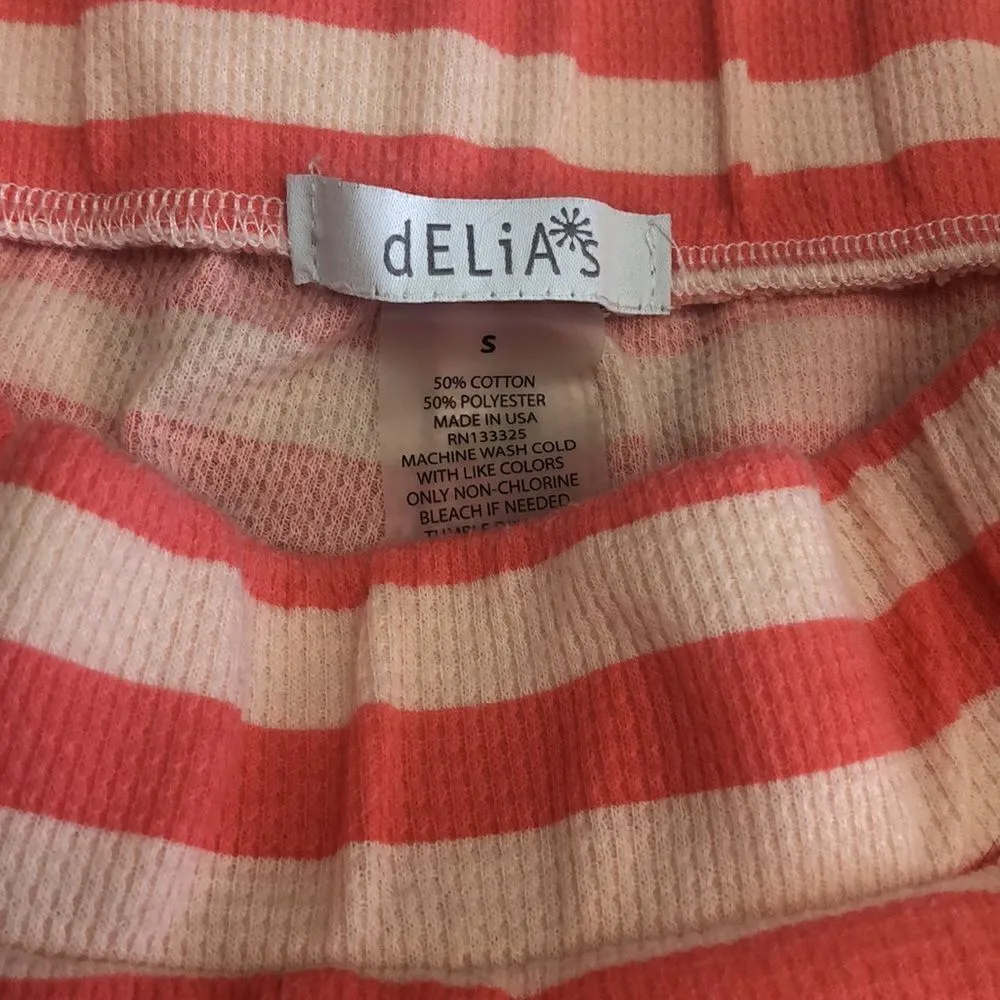 dELiA*s
S
50% COTTON
50% POLYESTER
MADE IN USA
RN133325
MACHINE WASH COLD
WITH LIKE COLORS
ONLY NON-CHLORINE
BLEACH IF NEEDED
TUMBLE